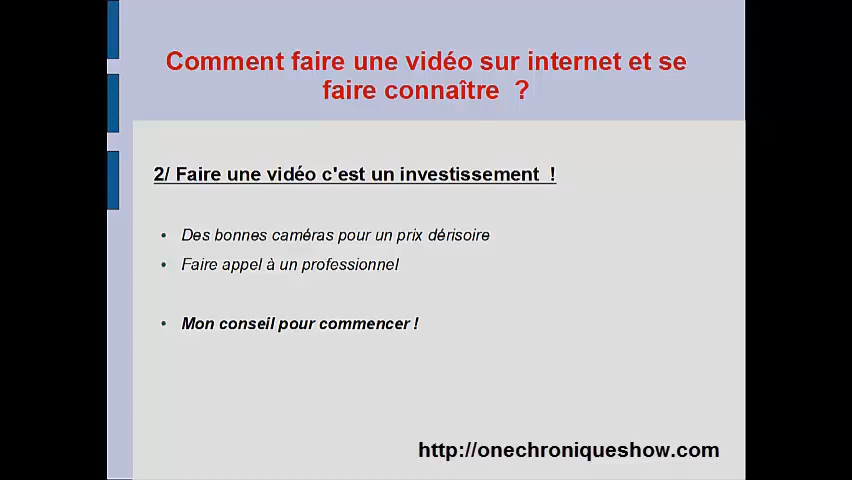 Comment faire une vidéo sur internet et se
faire connaître ?
2/ Faire une vidéo c'est un investissement !
• Des bonnes caméras pour un prix dérisoire
• Faire appel à un professionnel
• Mon conseil pour commencer !
http://onechroniqueshow.com